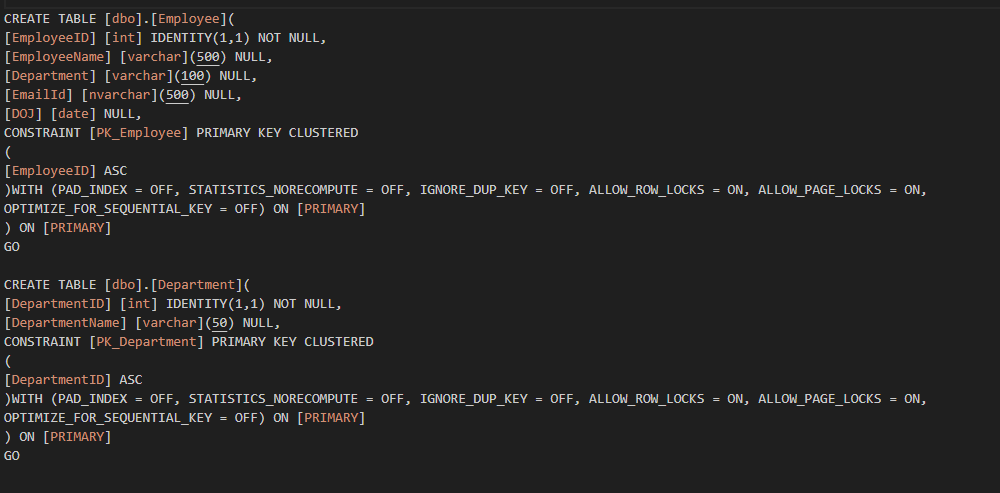 CREATE TABLE [dbo].[Employee](
[EmployeeID] [int] IDENTITY(1,1) NOT NULL,
[EmployeeName] [varchar](500) NULL,
[Department] [varchar](100) NULL,
[EmailId] [nvarchar](500) NULL,
[DOJ] [date] NULL,
CONSTRAINT [PK_Employee] PRIMARY KEY CLUSTERED
(
[EmployeeID] ASC
)WITH (PAD_INDEX = OFF, STATISTICS_NORECOMPUTE = OFF, IGNORE_DUP_KEY = OFF, ALLOW_ROW_LOCKS = ON, ALLOW_PAGE_LOCKS = ON,
OPTIMIZE_FOR_SEQUENTIAL_KEY = OFF) ON [PRIMARY]
) ON [PRIMARY]
GO

CREATE TABLE [dbo].[Department](
[DepartmentID] [int] IDENTITY(1,1) NOT NULL,
[DepartmentName] [varchar](50) NULL,
CONSTRAINT [PK_Department] PRIMARY KEY CLUSTERED
(
[DepartmentID] ASC
)WITH (PAD_INDEX = OFF, STATISTICS_NORECOMPUTE = OFF, IGNORE_DUP_KEY = OFF, ALLOW_ROW_LOCKS = ON, ALLOW_PAGE_LOCKS = ON,
OPTIMIZE_FOR_SEQUENTIAL_KEY = OFF) ON [PRIMARY]
) ON [PRIMARY]
GO